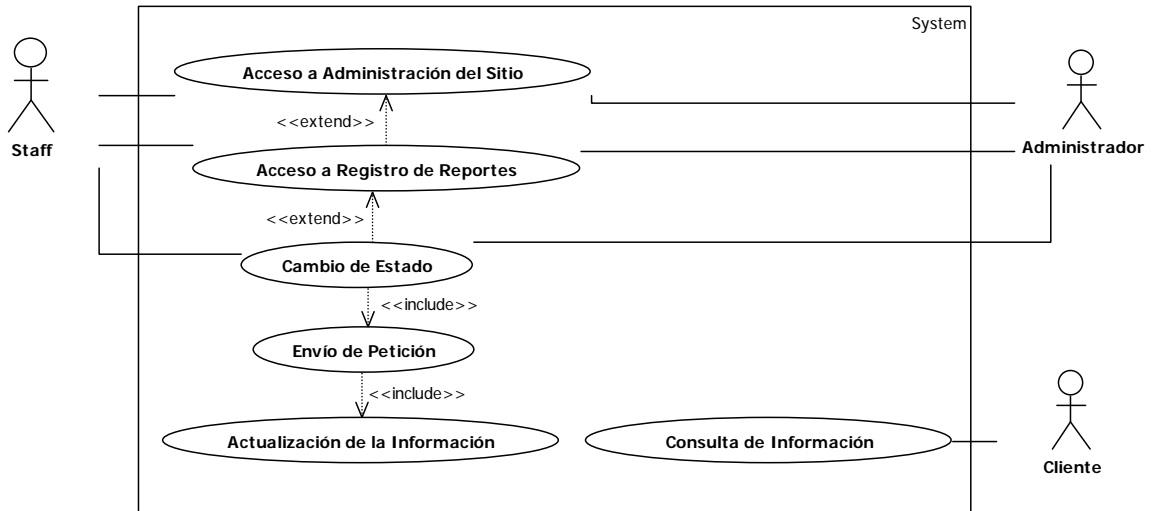 System
Acceso a Administración del Sitio
<<extend>>
Staff
Administrador
Acceso a Registro de Reportes
<<extend>>
Cambio de Estado
<<include>>
Envío de Petición
<<include>>
Actualización de la Información
Consulta de Información
Cliente